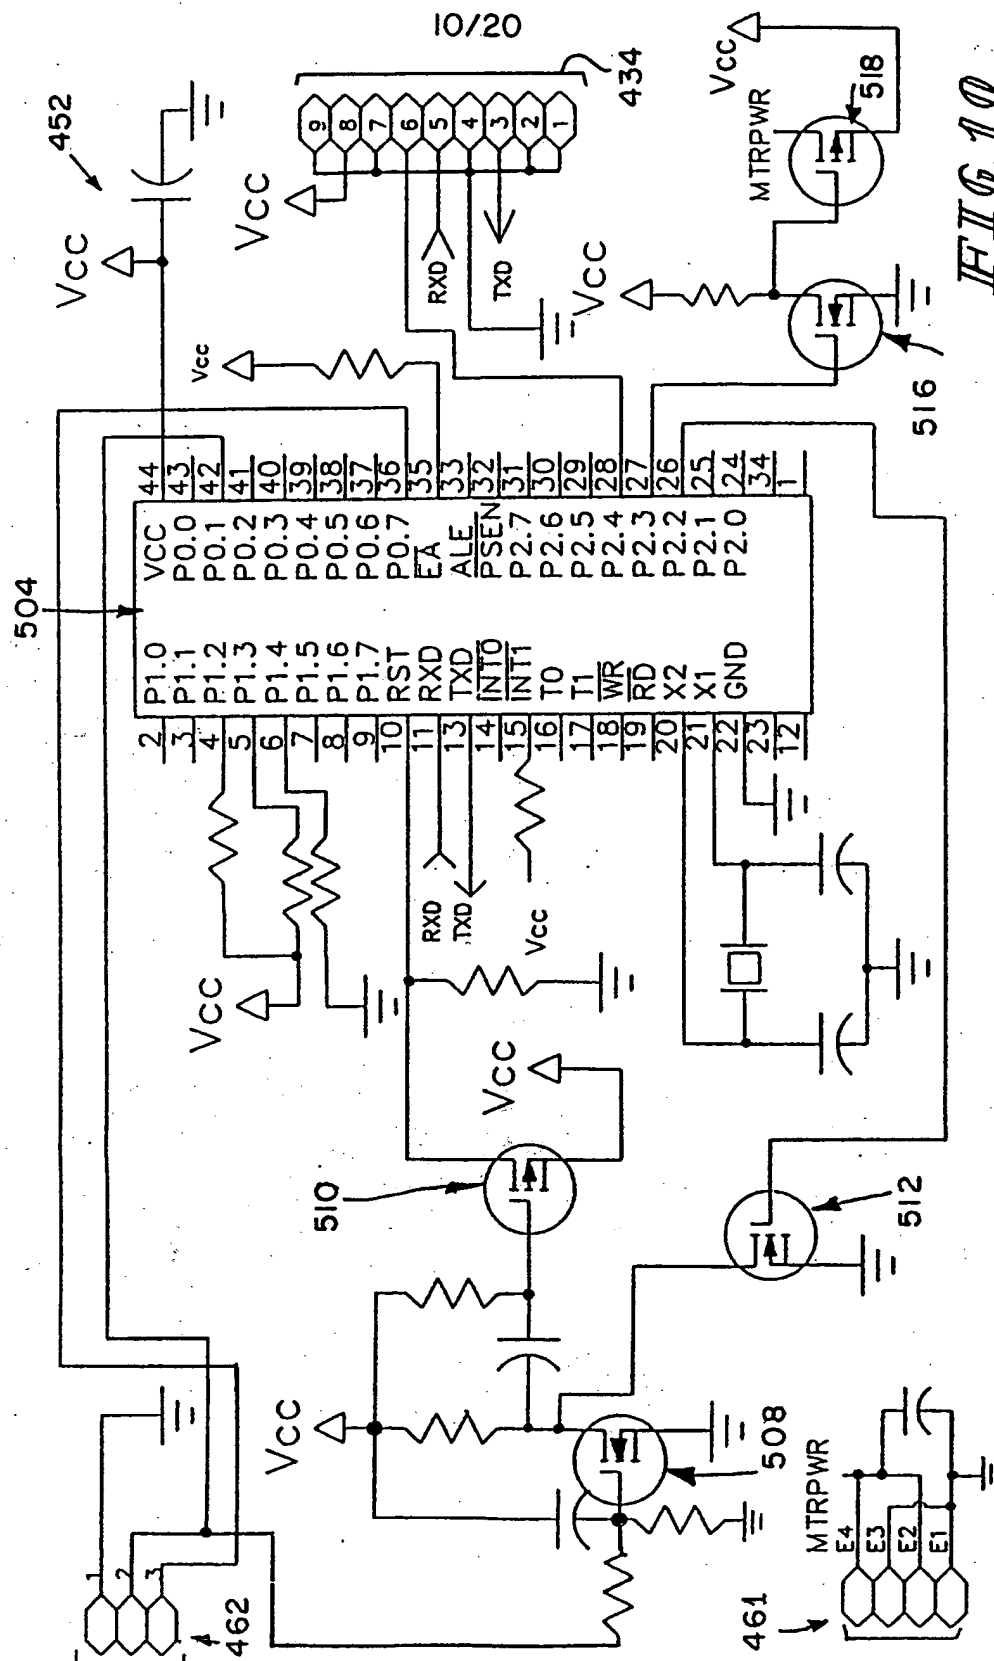 10/20
452
VCC
VCC
9
8
7
6
5
4
3
2
1
434
RXD
TXD
Vcc
MTRPWR
518
VCC
516
FIG 10
Vcc
504
44
43
42
41
40
39
38
37
36
35
33
32
31
30
29
28
27
26
25
24
34
1
VCC
P0.0
P0.1
P0.2
P0.3
P0.4
P0.5
P0.6
P0.7
EA
ALE
PSEN
P2.7
P2.6
P2.5
P2.4
P2.3
P2.2
P2.1
P2.0
P1.0
P1.1
P1.2
P1.3
P1.4
P1.5
P1.6
P1.7
RST
RXD
TXD
INT0
INT1
T0
T1
WR
RD
X2
X1
GND
2
3
4
5
6
7
8
9
10
11
13
14
15
16
17
18
19
20
21
22
23
12
VCC
RXD
TXD
Vcc
VCC
510
512
VCC
508
1
2
3
462
MTRPWR
E4
E3
E2
E1
461